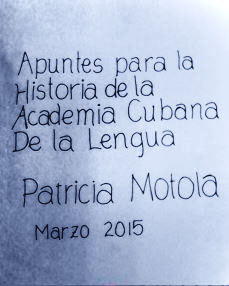 Apuntes para la
Historia de la
Academia Cubana
De la Lengua
Patricia Motola
Marzo 2015